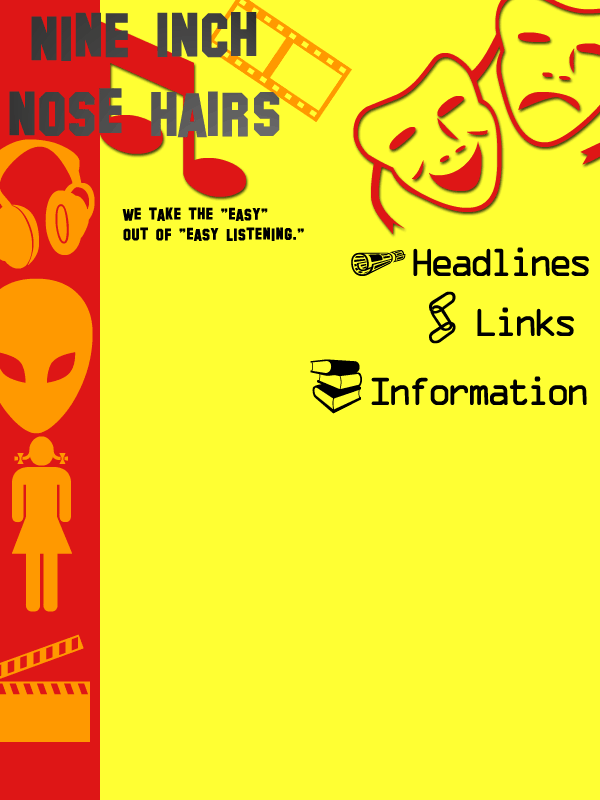 NINE INCH
NOSE HAIRS
WE TAKE THE "EASY"
OUT OF "EASY LISTENING."
Headlines
Links
Information